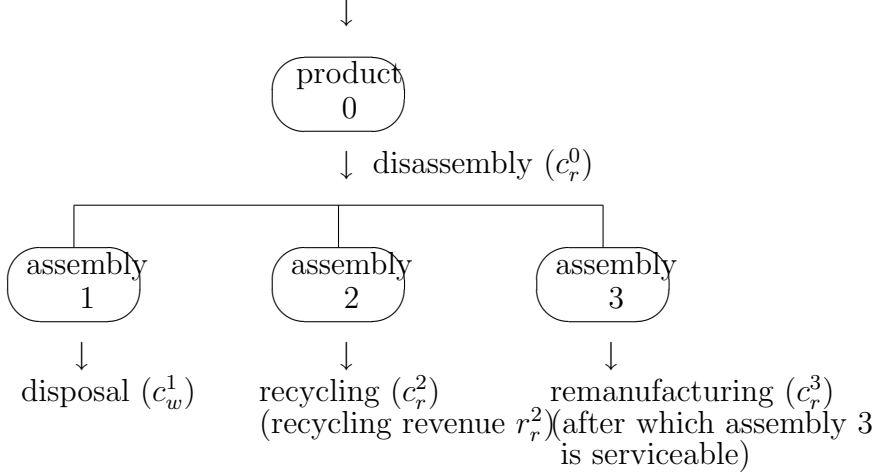 product
0
disassembly (c_r^0)
assembly
1
assembly
2
assembly
3
disposal (c_w^1)
recycling (c_r^2)
(recycling revenue r_r^2)
remanufacturing (c_r^3)
(after which assembly 3
is serviceable)